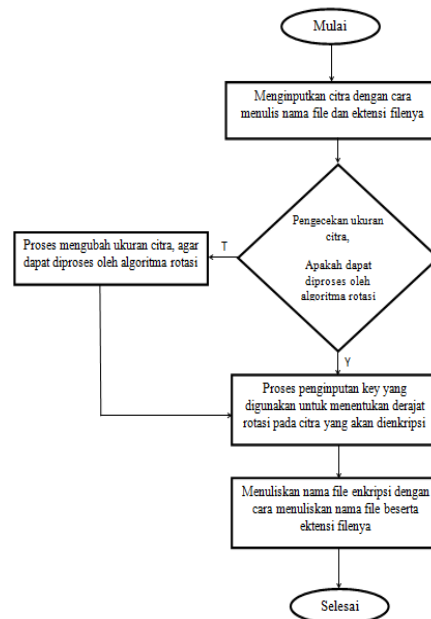 Mulai
Menginputkan citra dengan cara
menulis nama file dan ektensi filenya
Pengecekan ukuran
citra,
Apakah dapat
diproses oleh
algoritma rotasi
T
Proses mengubah ukuran citra, agar
dapat diproses oleh algoritma rotasi
Y
Proses penginputan key yang
digunakan untuk menentukan derajat
rotasi pada citra yang akan dienkripsi
Menuliskan nama file enkripsi dengan
cara menuliskan nama file beserta
ektensi filenya
Selesai